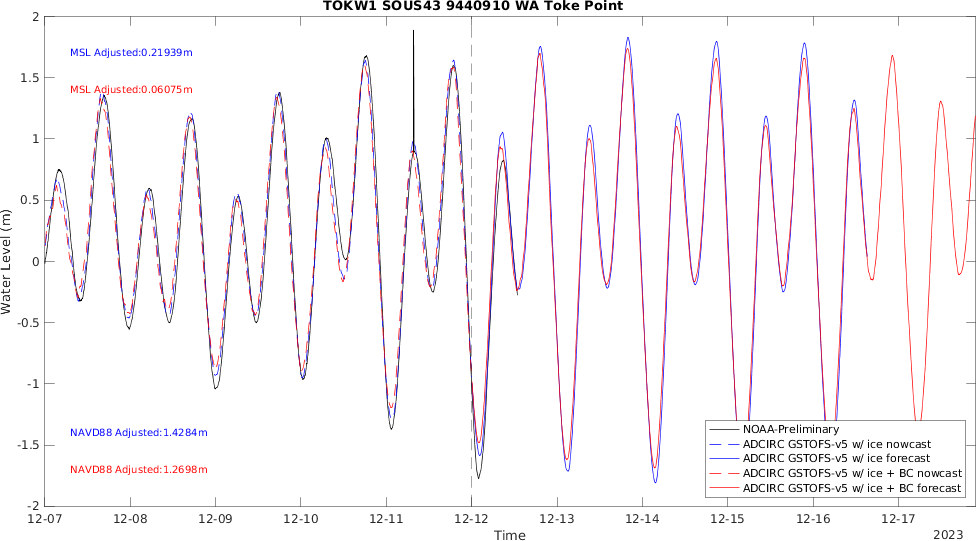 TOKW1 SOUS43 9440910 WA Toke Point
2
1.5
1
0.5
0
-0.5
-1
-1.5
-2
Water Level (m)
MSL Adjusted:0.21939m
MSL Adjusted:0.06075m
NAVD88 Adjusted:1.4284m
NAVD88 Adjusted:1.2698m
NOAA-Preliminary
ADCIRC GSTOFS-v5 w/ ice nowcast
ADCIRC GSTOFS-v5 w/ ice forecast
ADCIRC GSTOFS-v5 w/ ice + BC nowcast
ADCIRC GSTOFS-v5 w/ ice + BC forecast
12-07 12-08 12-09 12-10 12-11 12-12 12-13 12-14 12-15 12-16 12-17
Time
2023